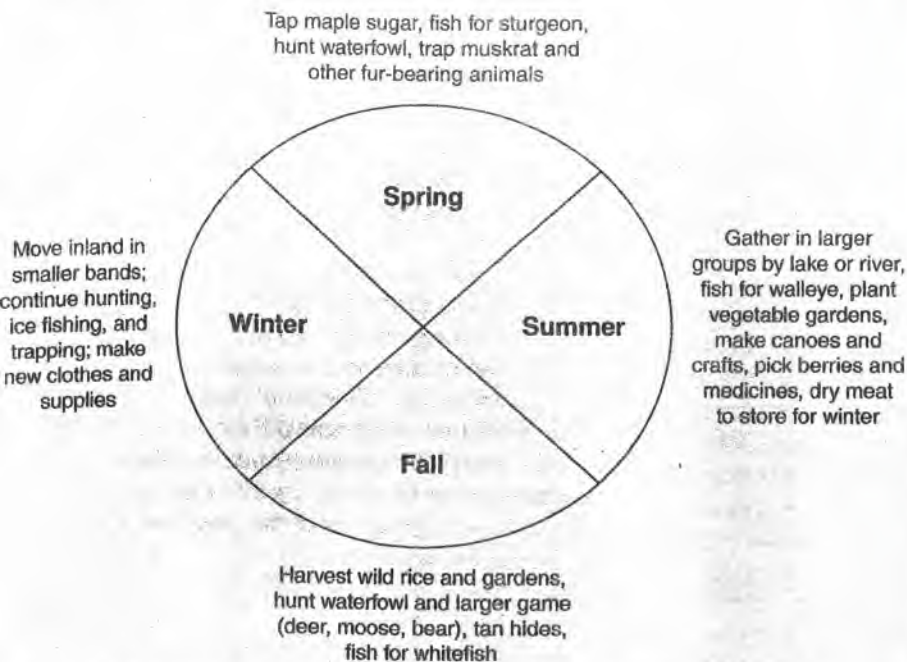 Tap maple sugar, fish for sturgeon,
hunt waterfowl, trap muskrat and
other fur-bearing animals
Spring
Move inland in
smaller bands;
continue hunting,
ice fishing, and
trapping; make
new clothes and
supplies
Winter
Summer
Gather in larger
groups by lake or river,
fish for walleye, plant
vegetable gardens,
make canoes and
crafts, pick berries and
medicines, dry meat
to store for winter
Fall
Harvest wild rice and gardens,
hunt waterfowl and larger game
(deer, moose, bear), tan hides,
fish for whitefish